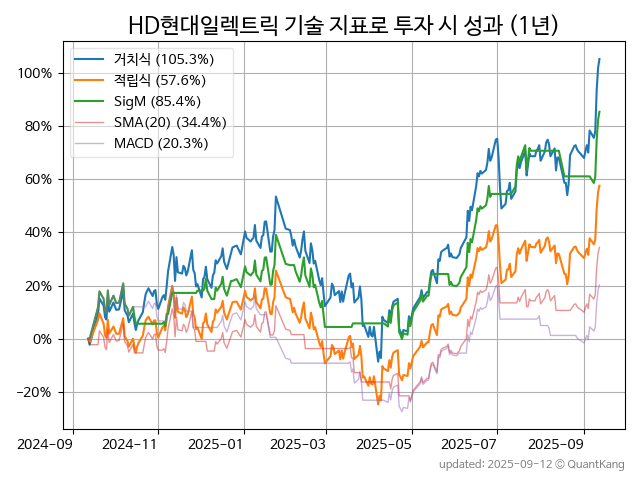 HD현대일렉트릭 기술 지표로 투자 시 성과 (1년)
거치식 (105.3%)
적립식 (57.6%)
SigM (85.4%)
SMA(20) (34.4%)
MACD (20.3%)
100%
80%
60%
40%
20%
0%
−20%
2024-09
2024-11
2025-01
2025-03
2025-05
2025-07
2025-09
updated: 2025-09-12 © QuantKang